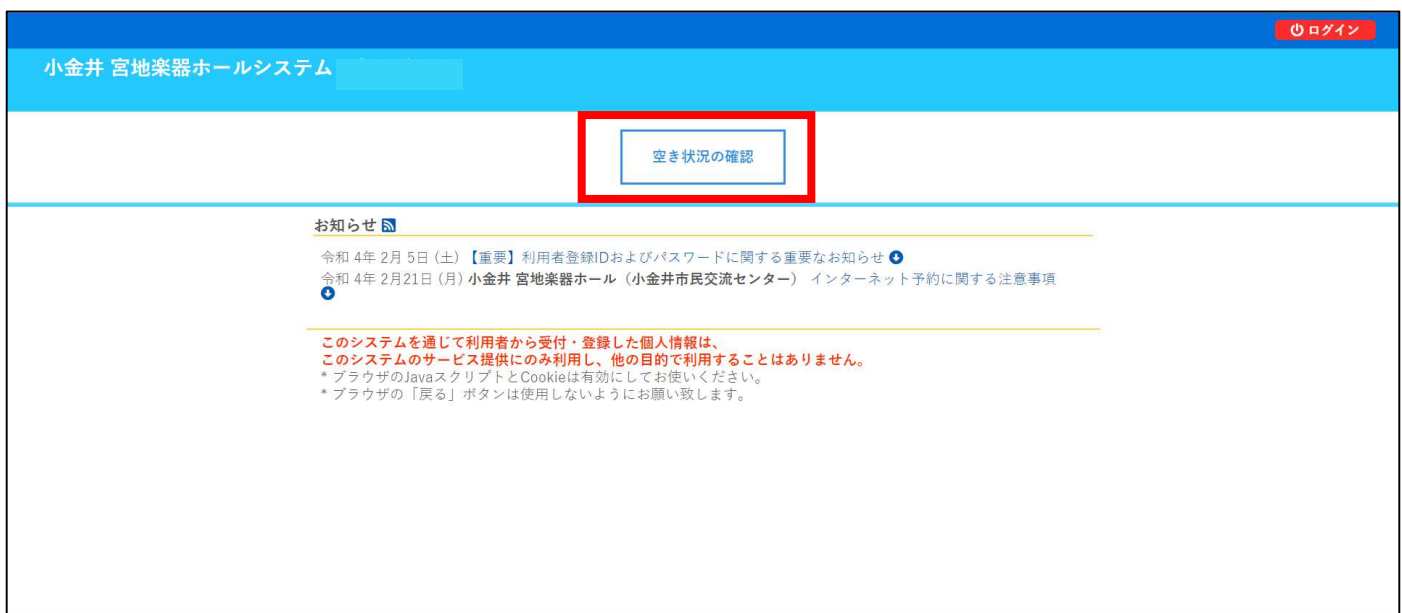 ログイン
小金井 宮地楽器ホールシステム
空き状況の確認
お知らせ
令和 4年 2月 5日 (土) 【重要】利用者登録IDおよびパスワードに関する重要なお知らせ
令和 4年 2月21日 (月) 小金井 宮地楽器ホール（小金井市民交流センター） インターネット予約に関する注意事項
このシステムを通じて利用者から受付・登録した個人情報は、
このシステムのサービス提供にのみ利用し、他の目的で利用することはありません。
* ブラウザのJavaスクリプトとCookieは有効にしてお使いください。
* ブラウザの「戻る」ボタンは使用しないようにお願い致します。